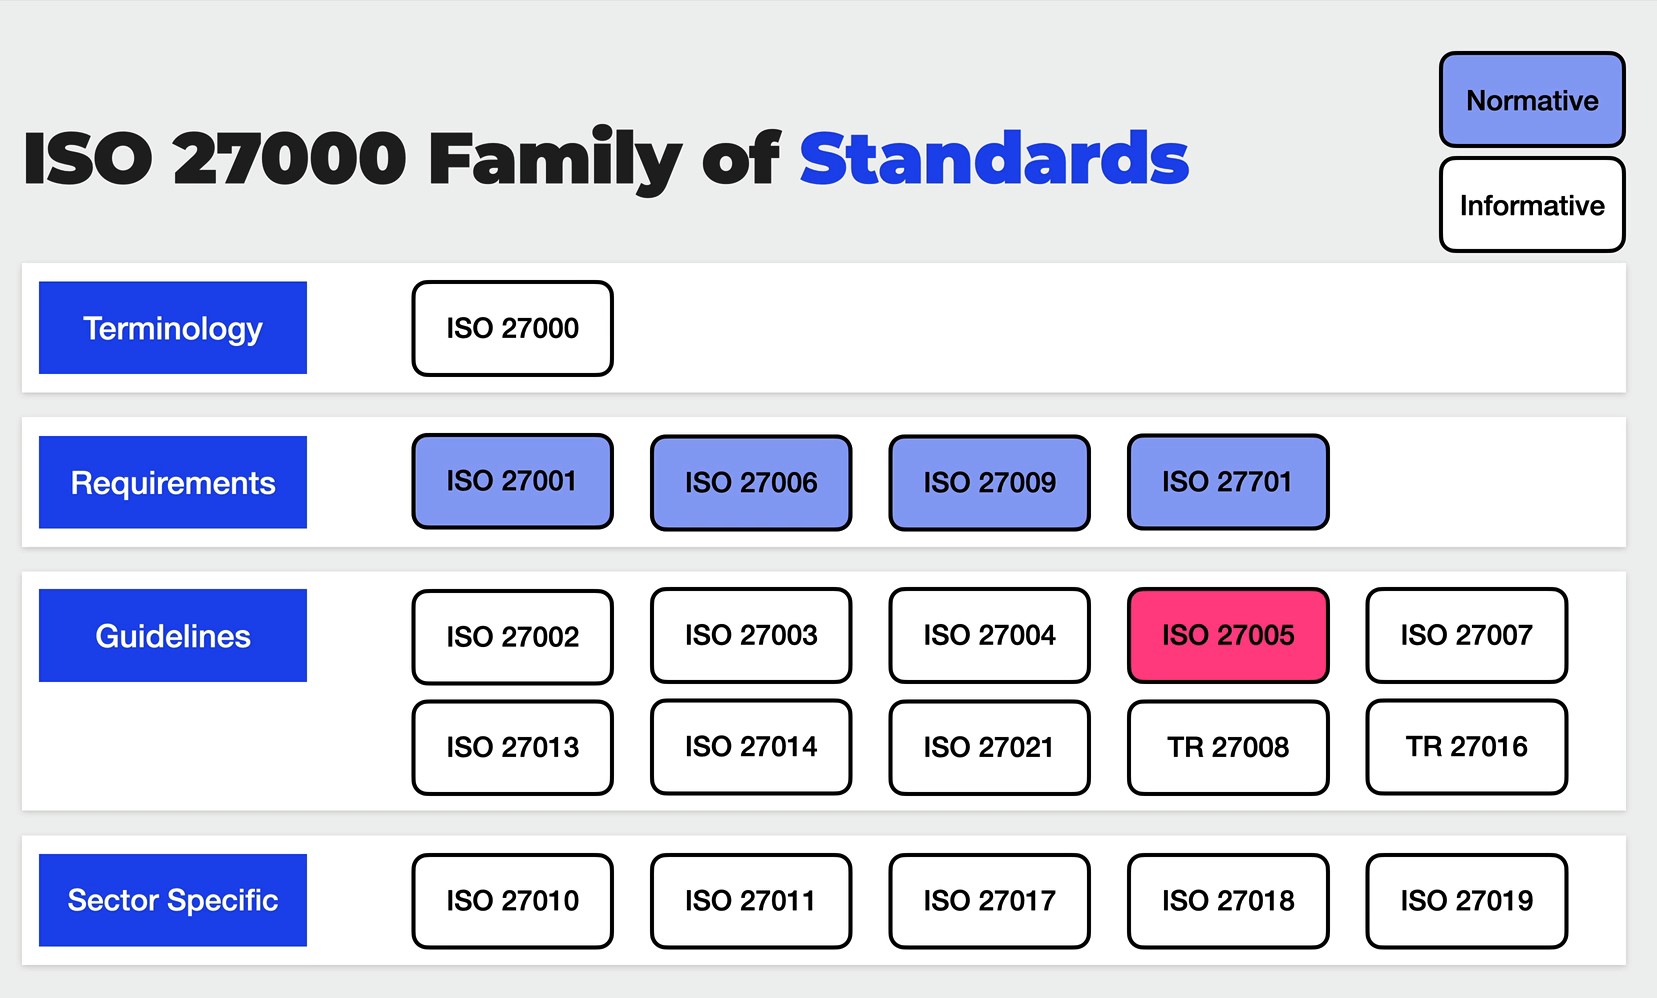 Normative
ISO 27000 Family of Standards
Informative
Terminology
ISO 27000
Requirements
ISO 27001
ISO 27006
ISO 27009
ISO 27701
Guidelines
ISO 27002
ISO 27003
ISO 27004
ISO 27005
ISO 27007
ISO 27013
ISO 27014
ISO 27021
TR 27008
TR 27016
Sector Specific
ISO 27010
ISO 27011
ISO 27017
ISO 27018
ISO 27019